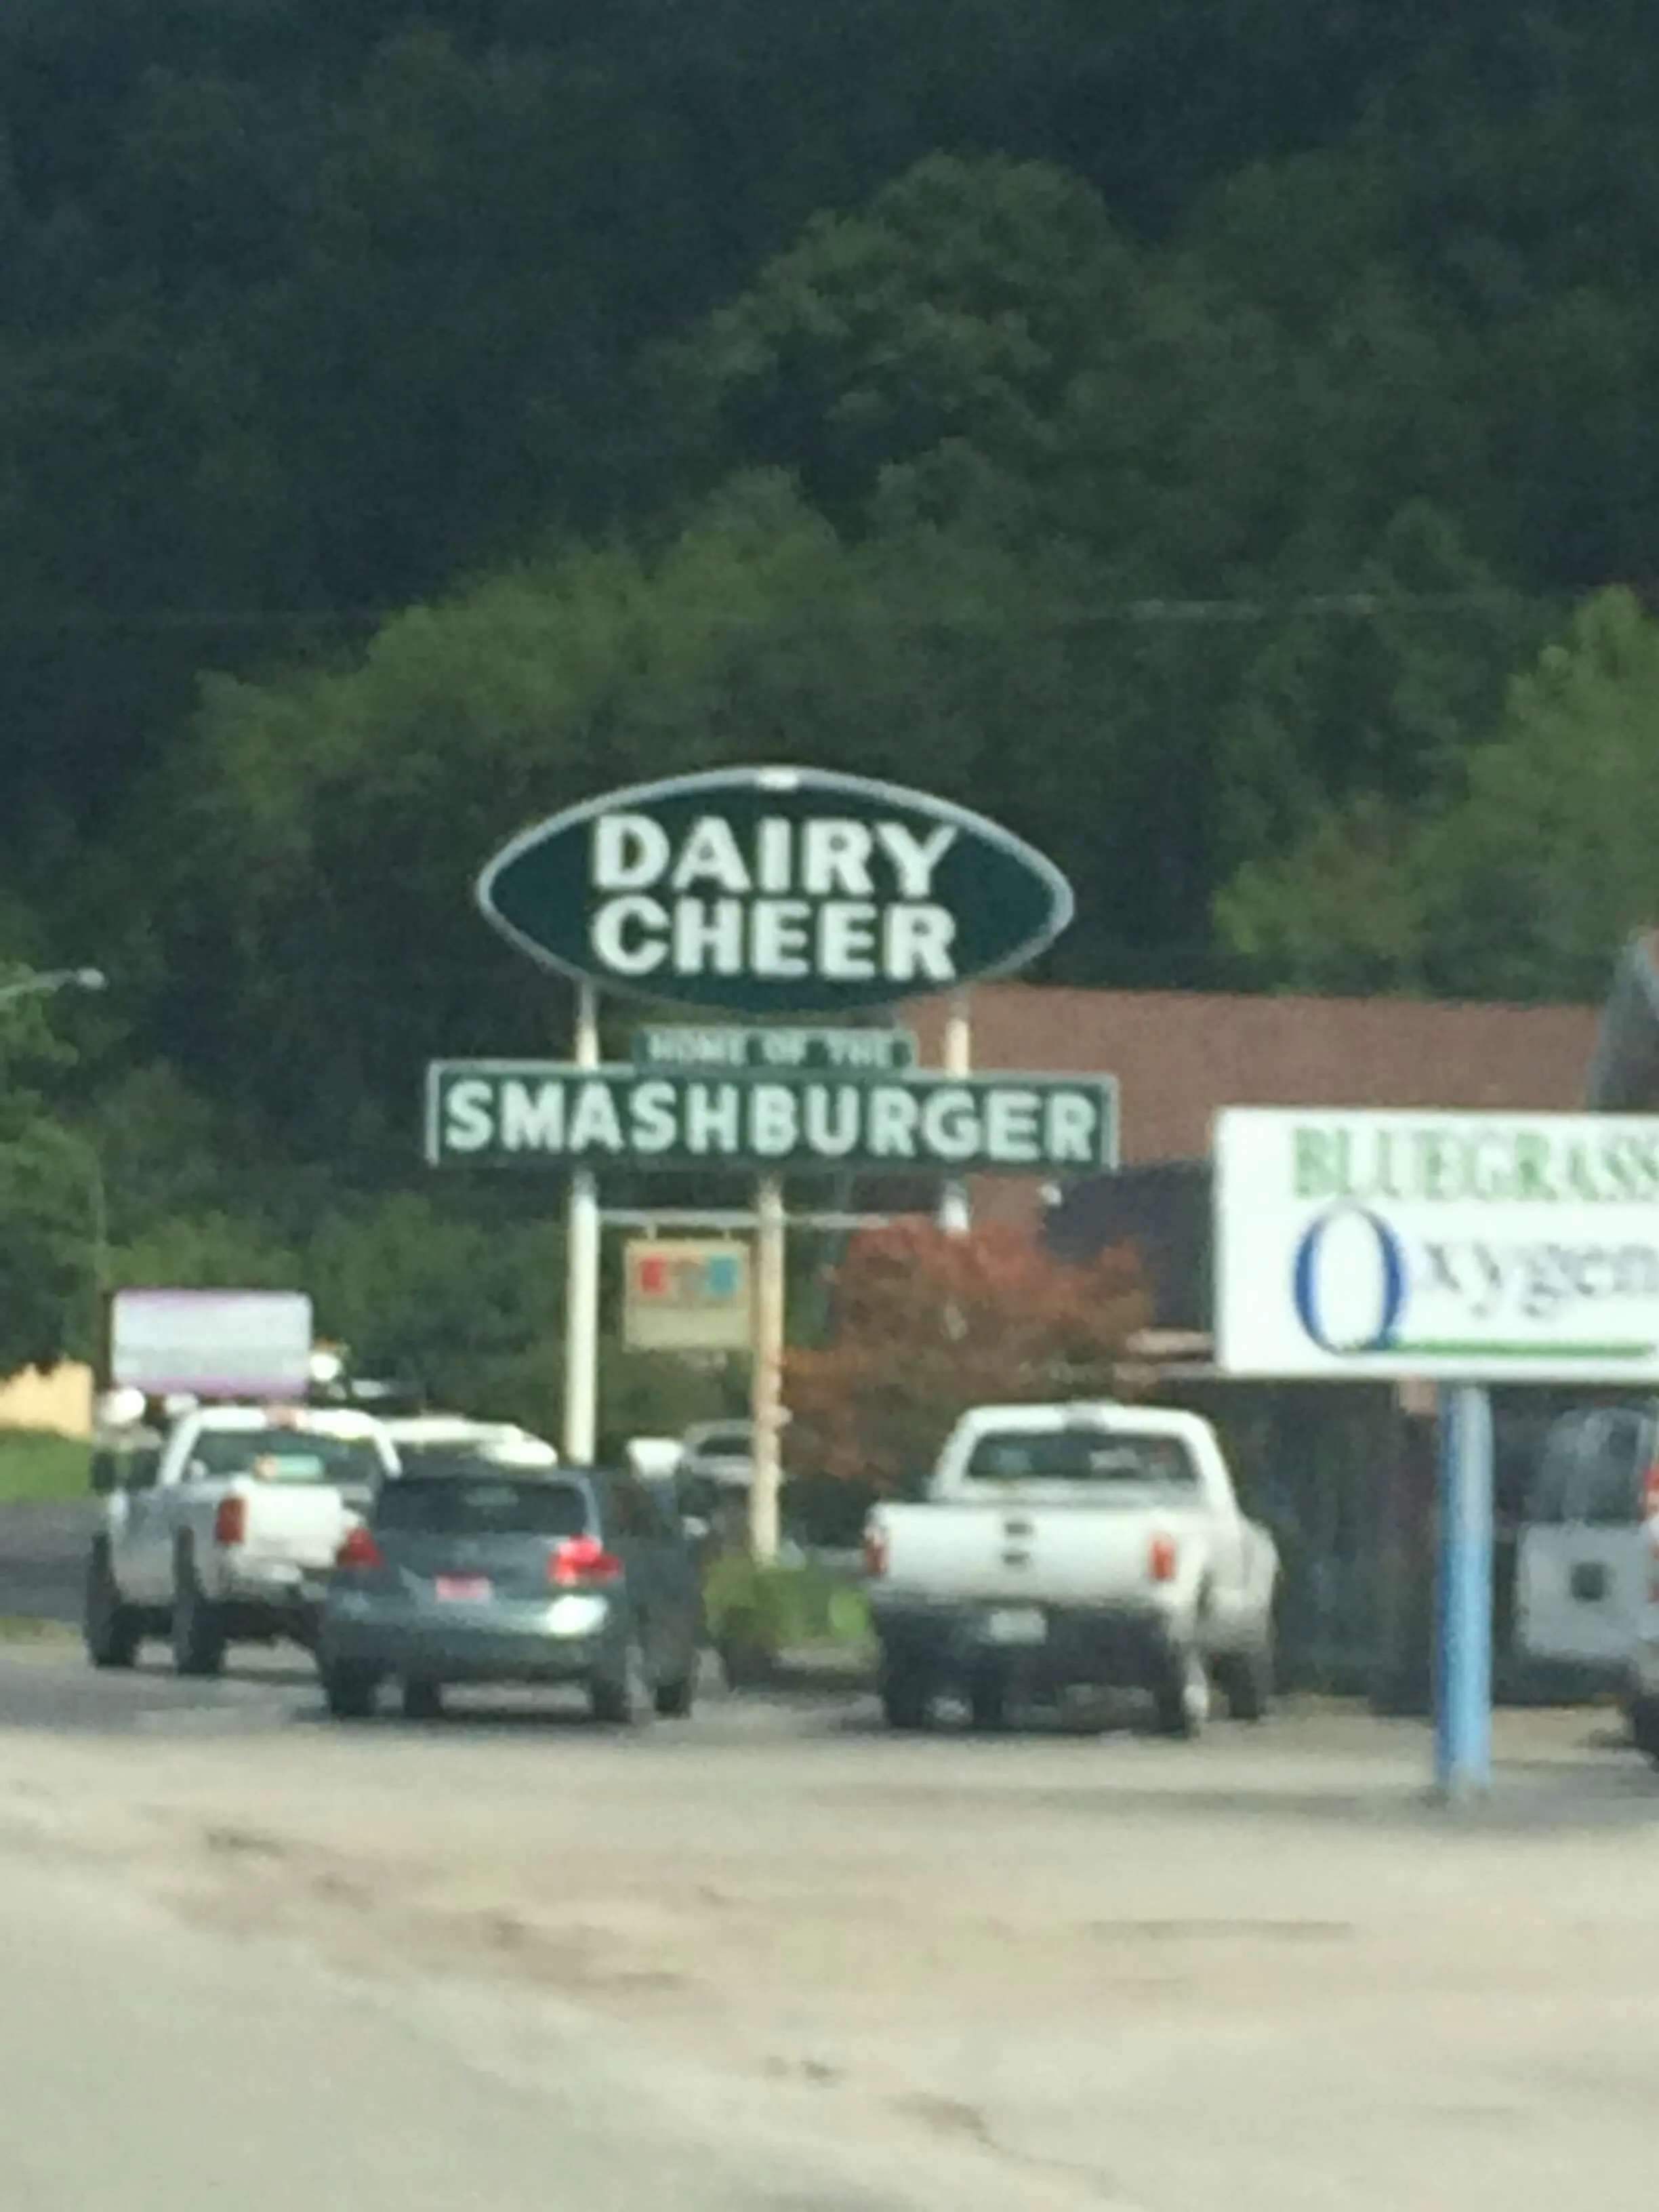 DAIRY
CHEER
HOME OF THE
SMASHBURGER
BLUEGRASS
Oxygen